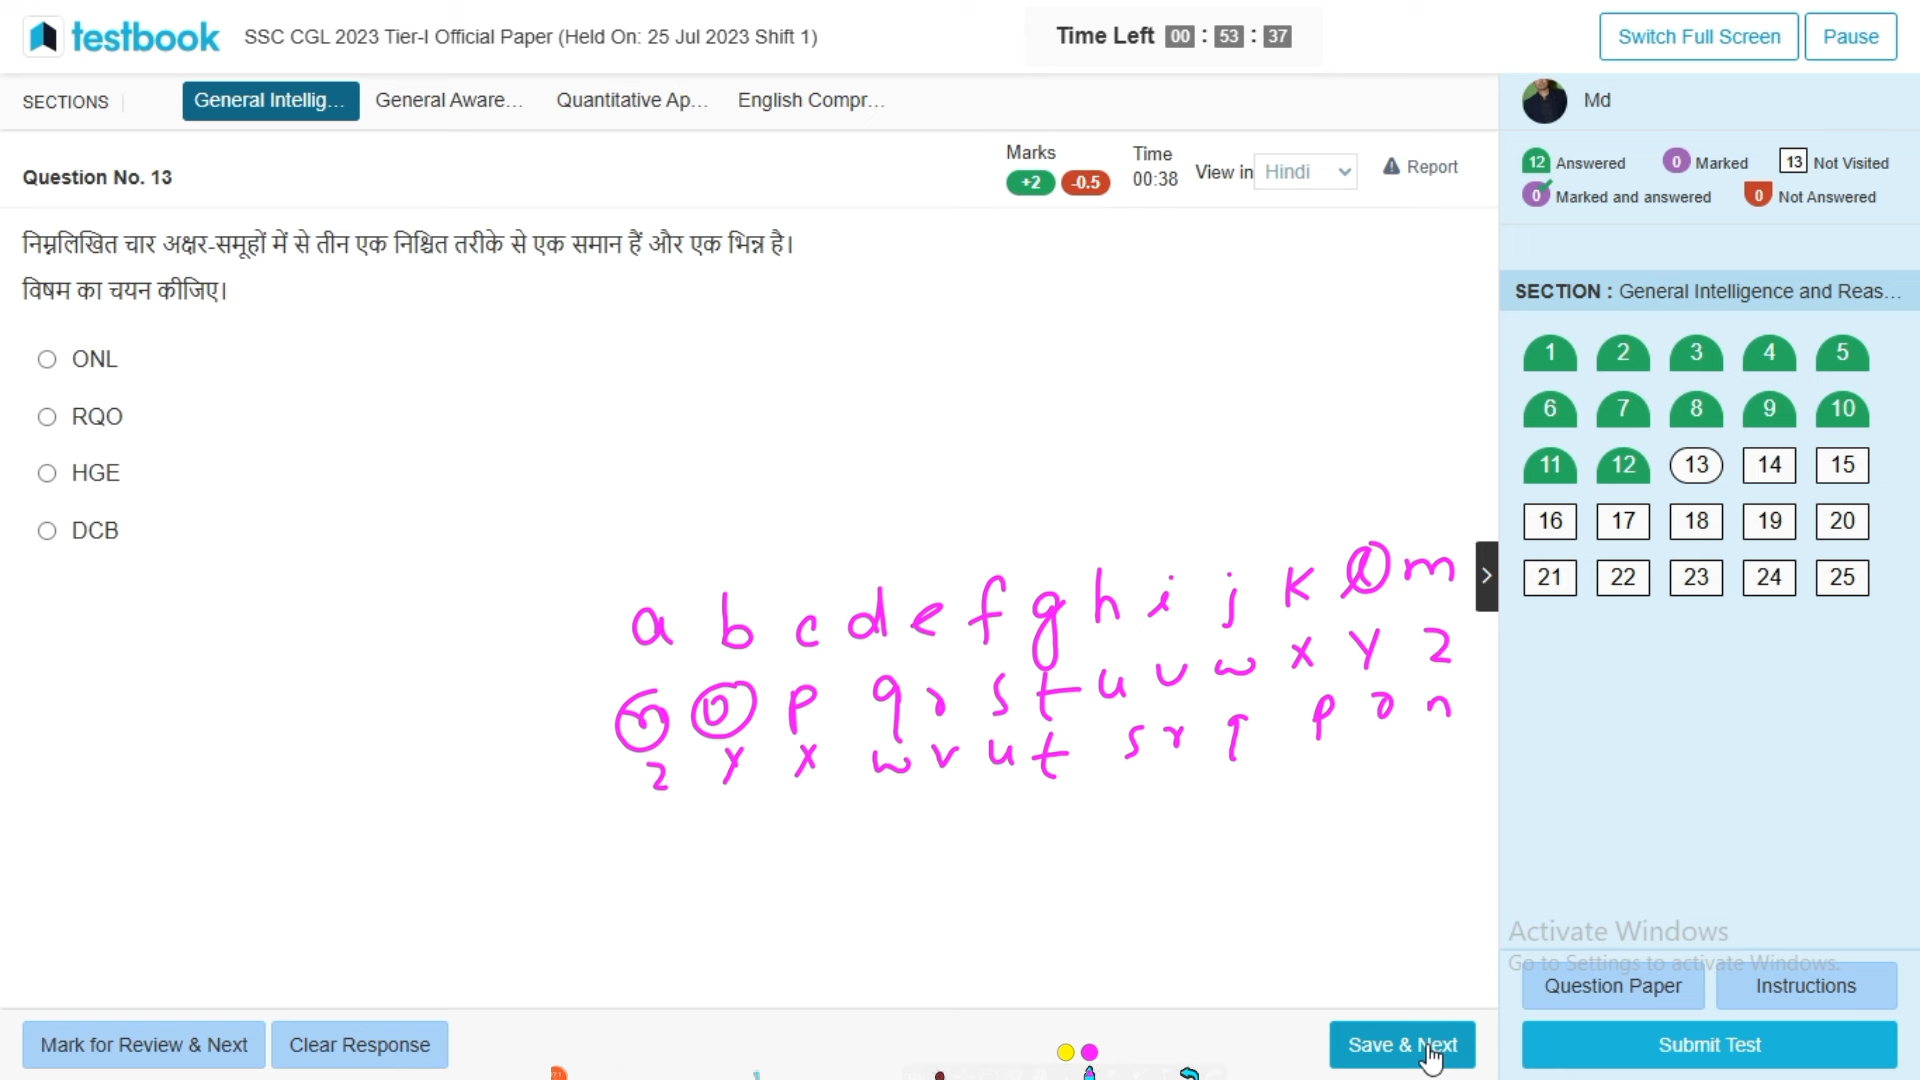 testbook SSC CGL 2023 Tier-I Official Paper (Held On: 25 Jul 2023 Shift 1) Time Left 00 : 53 : 37 Switch Full Screen Pause
SECTIONS General Intellig... General Aware... Quantitative Ap... English Compr... Md
Question No. 13 Marks +2 -0.5 Time 00:38 View in Hindi Report
12 Answered 0 Marked 13 Not Visited
0 Marked and answered 0 Not Answered
निम्नलिखित चार अक्षर-समूहों में से तीन एक निश्चित तरीके से एक समान हैं और एक भिन्न है।
विषम का चयन कीजिए।
ONL
RQO
HGE
DCB
a b c d e f g h i j k l m
n o p q r s t u v w x y z
z y x w v u t s r q p o n
SECTION : General Intelligence and Reas...
1 2 3 4 5
6 7 8 9 10
11 12 13 14 15
16 17 18 19 20
21 22 23 24 25
Activate Windows
Go to Settings to activate Windows.
Question Paper Instructions
Mark for Review & Next Clear Response Save & Next Submit Test